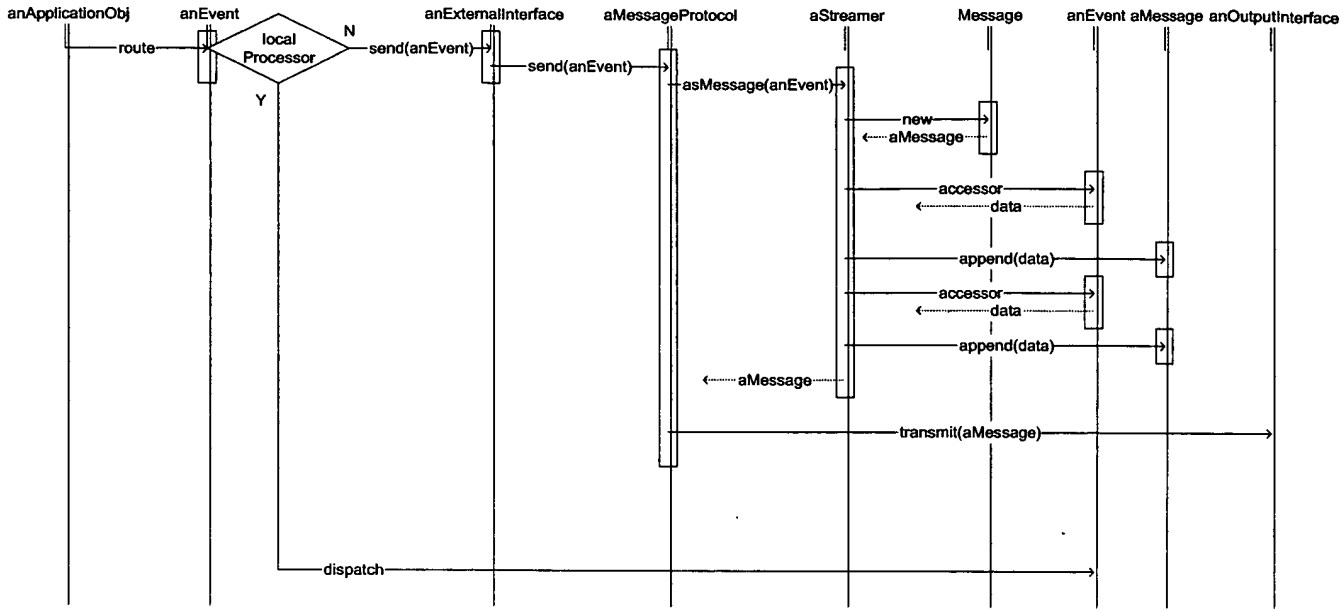 anApplicationObj anEvent anExternalInterface aMessageProtocol aStreamer Message anEvent aMessage anOutputInterface
route
local
Processor
N
Y
send(anEvent)
send(anEvent)
asMessage(anEvent)
new
aMessage
accessor
data
append(data)
accessor
data
append(data)
aMessage
transmit(aMessage)
dispatch